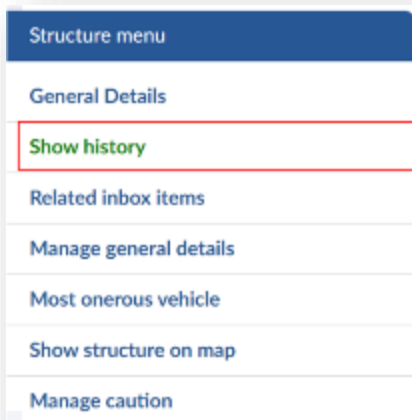 Structure menu
General Details
Show history
Related inbox items
Manage general details
Most onerous vehicle
Show structure on map
Manage caution